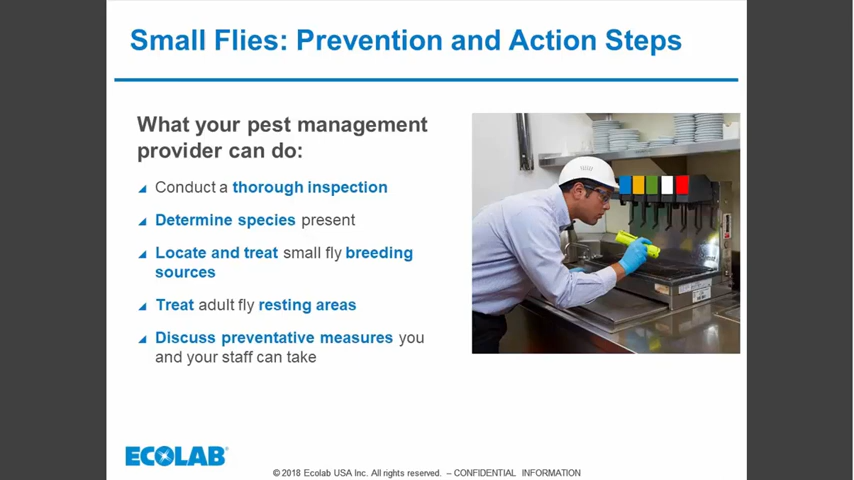 Small Flies: Prevention and Action Steps
What your pest management
provider can do:
Conduct a thorough inspection
Determine species present
Locate and treat small fly breeding
sources
Treat adult fly resting areas
Discuss preventative measures you
and your staff can take
ECOLAB®
© 2018 Ecolab USA Inc. All rights reserved. – CONFIDENTIAL INFORMATION